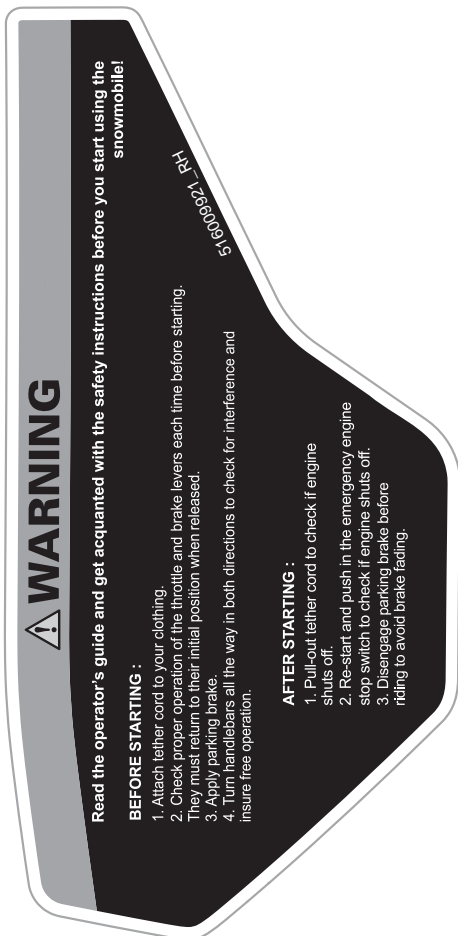 WARNING
Read the operator's guide and get acquanted with the safety instructions before you start using the
snowmobile!
BEFORE STARTING :
1. Attach tether cord to your clothing.
2. Check proper operation of the throttle and brake levers each time before starting.
They must return to their initial position when released.
3. Apply parking brake.
4. Turn handlebars all the way in both directions to check for interference and
insure free operation.
AFTER STARTING :
1. Pull-out tether cord to check if engine
shuts off.
2. Re-start and push in the emergency engine
stop switch to check if engine shuts off.
3. Disengage parking brake before
riding to avoid brake fading.
516009921_RH